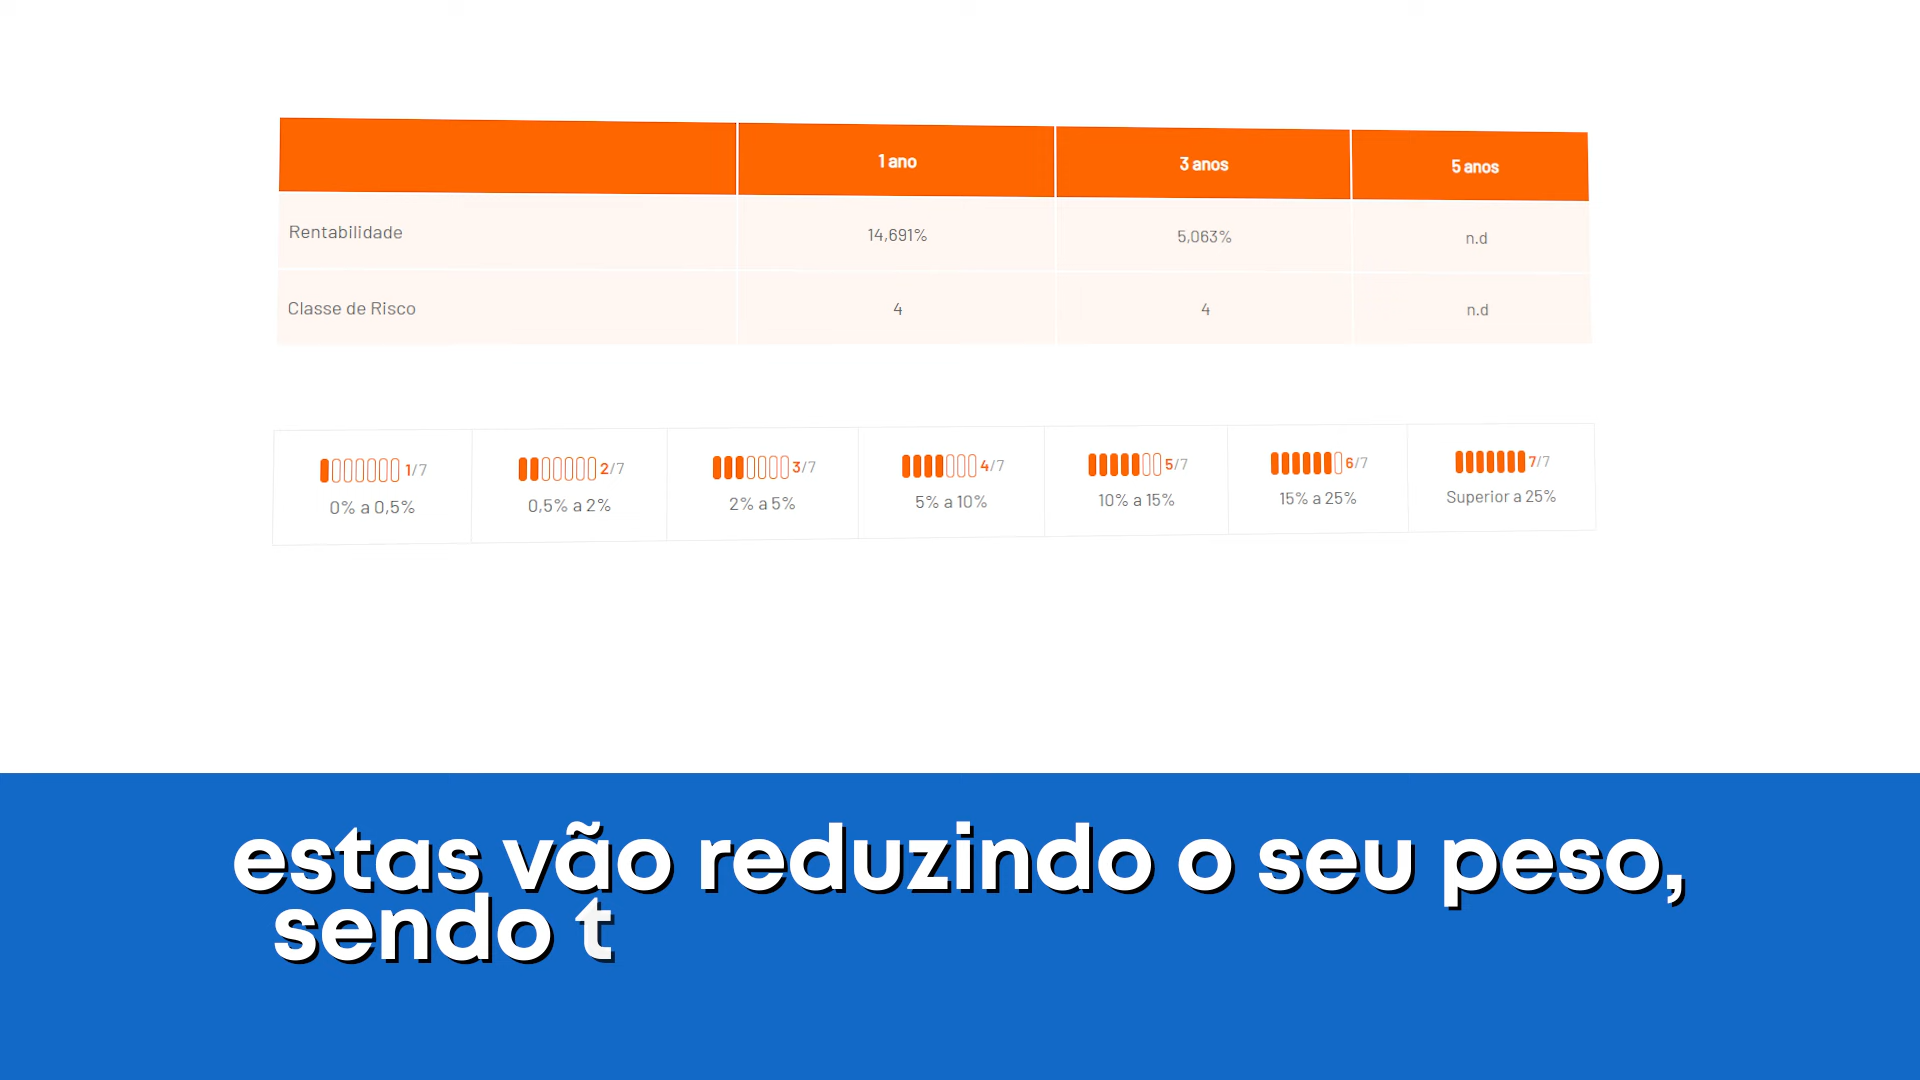 1 ano 3 anos 5 anos
Rentabilidade 14,691% 5,063% n.d
Classe de Risco 4 4 n.d
1/7 2/7 3/7 4/7 5/7 6/7 7/7
0% a 0,5% 0,5% a 2% 2% a 5% 5% a 10% 10% a 15% 15% a 25% Superior a 25%
estas vão reduzindo o seu peso,
sendo t